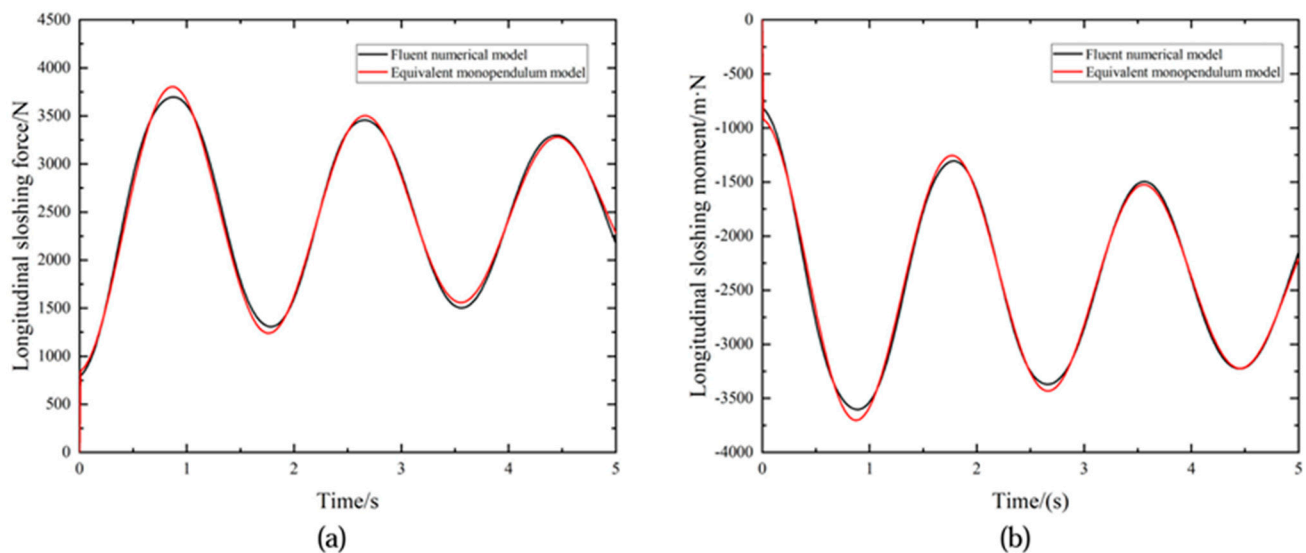 4500
4000
3500
3000
2500
2000
1500
1000
500
0
Longitudinal sloshing force/N
Fluent numerical model
Equivalent monopendulum model
0 1 2 3 4 5
Time/s
(a)
0
-500
-1000
-1500
-2000
-2500
-3000
-3500
-4000
Longitudinal sloshing moment/m·N
Fluent numerical model
Equivalent monopendulum model
0 1 2 3 4 5
Time/(s)
(b)